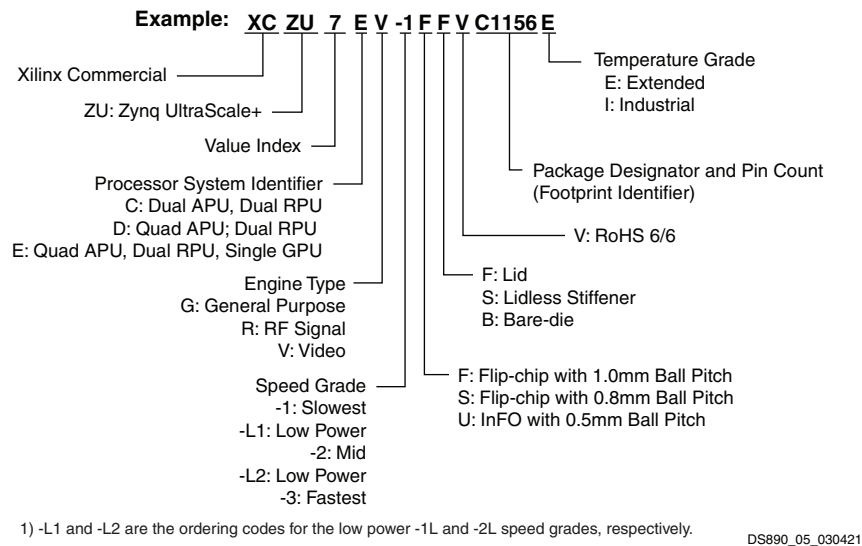 Example: XC ZU 7 E V -1 F F V C1156 E
Xilinx Commercial
ZU: Zynq UltraScale+
Value Index
Processor System Identifier
C: Dual APU, Dual RPU
D: Quad APU; Dual RPU
E: Quad APU, Dual RPU, Single GPU
Engine Type
G: General Purpose
R: RF Signal
V: Video
Speed Grade
-1: Slowest
-L1: Low Power
-2: Mid
-L2: Low Power
-3: Fastest
Temperature Grade
E: Extended
I: Industrial
Package Designator and Pin Count
(Footprint Identifier)
V: RoHS 6/6
F: Lid
S: Lidless Stiffener
B: Bare-die
F: Flip-chip with 1.0mm Ball Pitch
S: Flip-chip with 0.8mm Ball Pitch
U: InFO with 0.5mm Ball Pitch
1) -L1 and -L2 are the ordering codes for the low power -1L and -2L speed grades, respectively.
DS890_05_030421